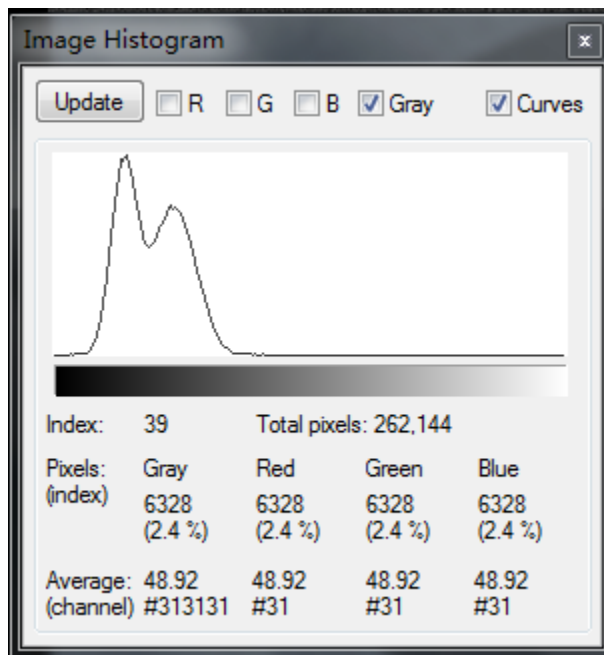 Image Histogram
Update R G B Gray Curves
Index: 39 Total pixels: 262,144
Pixels: Gray Red Green Blue
(index) 6328 6328 6328 6328
(2.4 %) (2.4 %) (2.4 %) (2.4 %)
Average: 48.92 48.92 48.92 48.92
(channel) #313131 #31 #31 #31